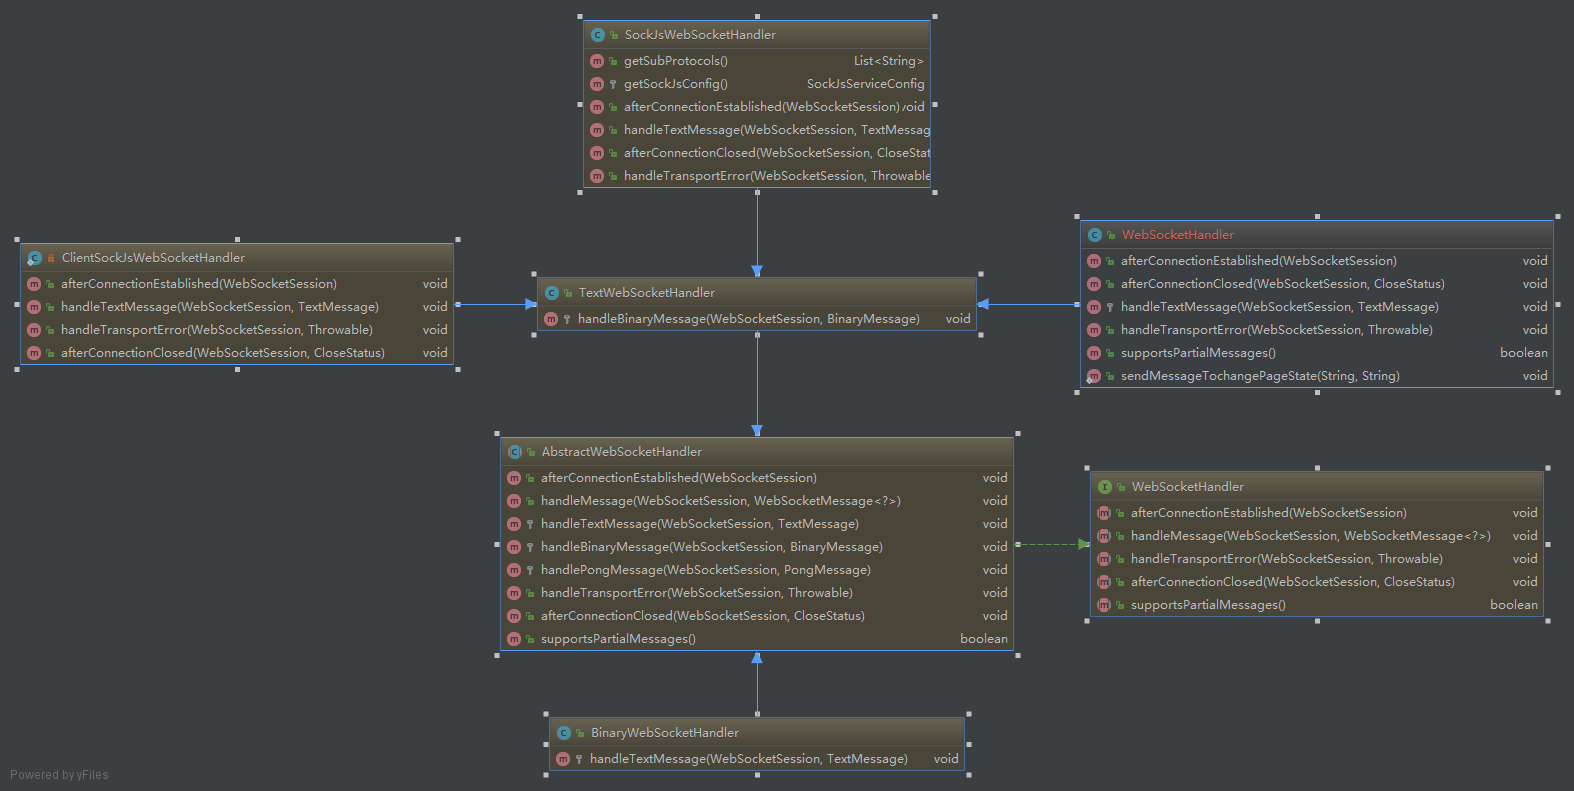 SockJsWebSocketHandler
getSubProtocols() List<String>
getSockJsConfig() SockJsServiceConfig
afterConnectionEstablished(WebSocketSession) void
handleTextMessage(WebSocketSession, TextMessag
afterConnectionClosed(WebSocketSession, CloseStat
handleTransportError(WebSocketSession, Throwable
ClientSockJsWebSocketHandler
afterConnectionEstablished(WebSocketSession) void
handleTextMessage(WebSocketSession, TextMessage) void
handleTransportError(WebSocketSession, Throwable) void
afterConnectionClosed(WebSocketSession, CloseStatus) void
TextWebSocketHandler
handleBinaryMessage(WebSocketSession, BinaryMessage) void
WebSocketHandler
afterConnectionEstablished(WebSocketSession) void
afterConnectionClosed(WebSocketSession, CloseStatus) void
handleTextMessage(WebSocketSession, TextMessage) void
handleTransportError(WebSocketSession, Throwable) void
supportsPartialMessages() boolean
sendMessageTochangePageState(String, String) void
AbstractWebSocketHandler
afterConnectionEstablished(WebSocketSession) void
handleMessage(WebSocketSession, WebSocketMessage<?>) void
handleTextMessage(WebSocketSession, TextMessage) void
handleBinaryMessage(WebSocketSession, BinaryMessage) void
handlePongMessage(WebSocketSession, PongMessage) void
handleTransportError(WebSocketSession, Throwable) void
afterConnectionClosed(WebSocketSession, CloseStatus) void
supportsPartialMessages() boolean
WebSocketHandler
afterConnectionEstablished(WebSocketSession) void
handleMessage(WebSocketSession, WebSocketMessage<?>) void
handleTransportError(WebSocketSession, Throwable) void
afterConnectionClosed(WebSocketSession, CloseStatus) void
supportsPartialMessages() boolean
BinaryWebSocketHandler
handleTextMessage(WebSocketSession, TextMessage) void
Powered by yFiles